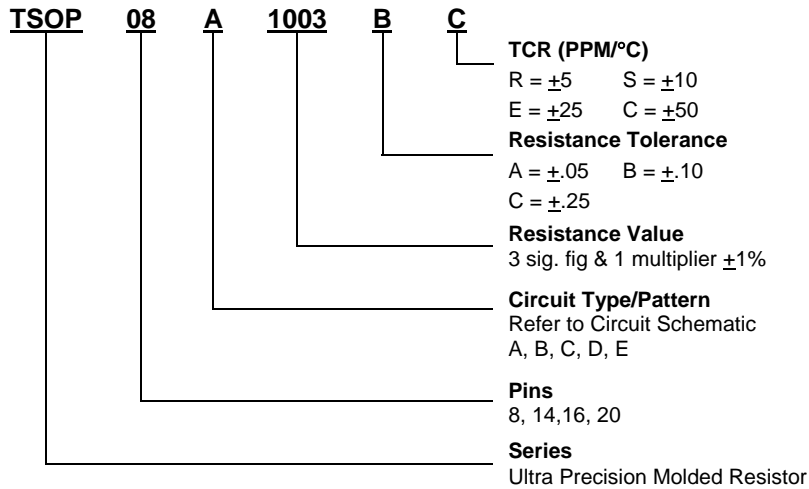 TSOP 08 A 1003 B C
TCR (PPM/ºC)
R = ±5 S = ±10
E = ±25 C = ±50
Resistance Tolerance
A = ±.05 B = ±.10
C = ±.25
Resistance Value
3 sig. fig & 1 multiplier ±1%
Circuit Type/Pattern
Refer to Circuit Schematic
A, B, C, D, E
Pins
8, 14,16, 20
Series
Ultra Precision Molded Resistor